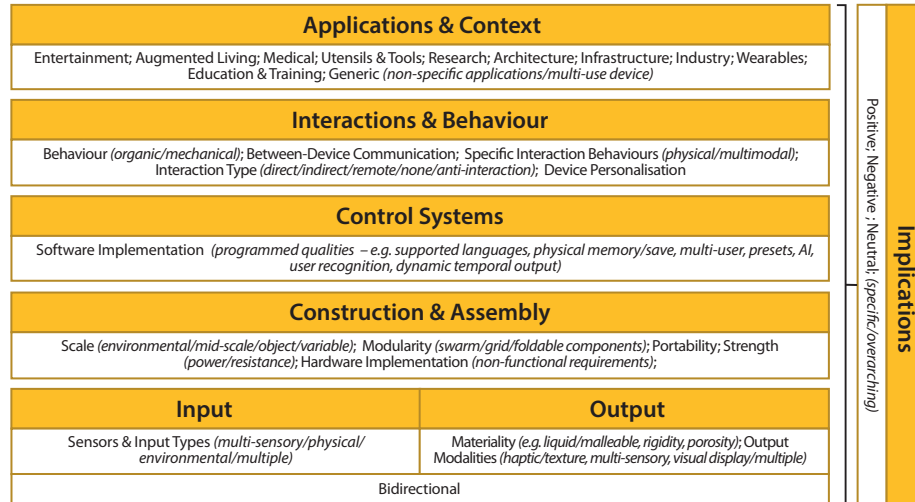 Applications & Context
Entertainment; Augmented Living; Medical; Utensils & Tools; Research; Architecture; Infrastructure; Industry; Wearables;
Education & Training; Generic (non-specific applications/multi-use device)
Interactions & Behaviour
Behaviour (organic/mechanical); Between-Device Communication; Specific Interaction Behaviours (physical/multimodal);
Interaction Type (direct/indirect/remote/none/anti-interaction); Device Personalisation
Control Systems
Software Implementation (programmed qualities – e.g. supported languages, physical memory/save, multi-user, presets, AI,
user recognition, dynamic temporal output)
Construction & Assembly
Scale (environmental/mid-scale/object/variable); Modularity (swarm/grid/foldable components); Portability; Strength
(power/resistance); Hardware Implementation (non-functional requirements);
Input
Sensors & Input Types (multi-sensory/physical/
environmental/multiple)
Output
Materiality (e.g. liquid/malleable, rigidity, porosity); Output
Modalities (haptic/texture, multi-sensory, visual display/multiple)
Bidirectional
Positive; Negative ; Neutral; (specific/overarching)
Implications